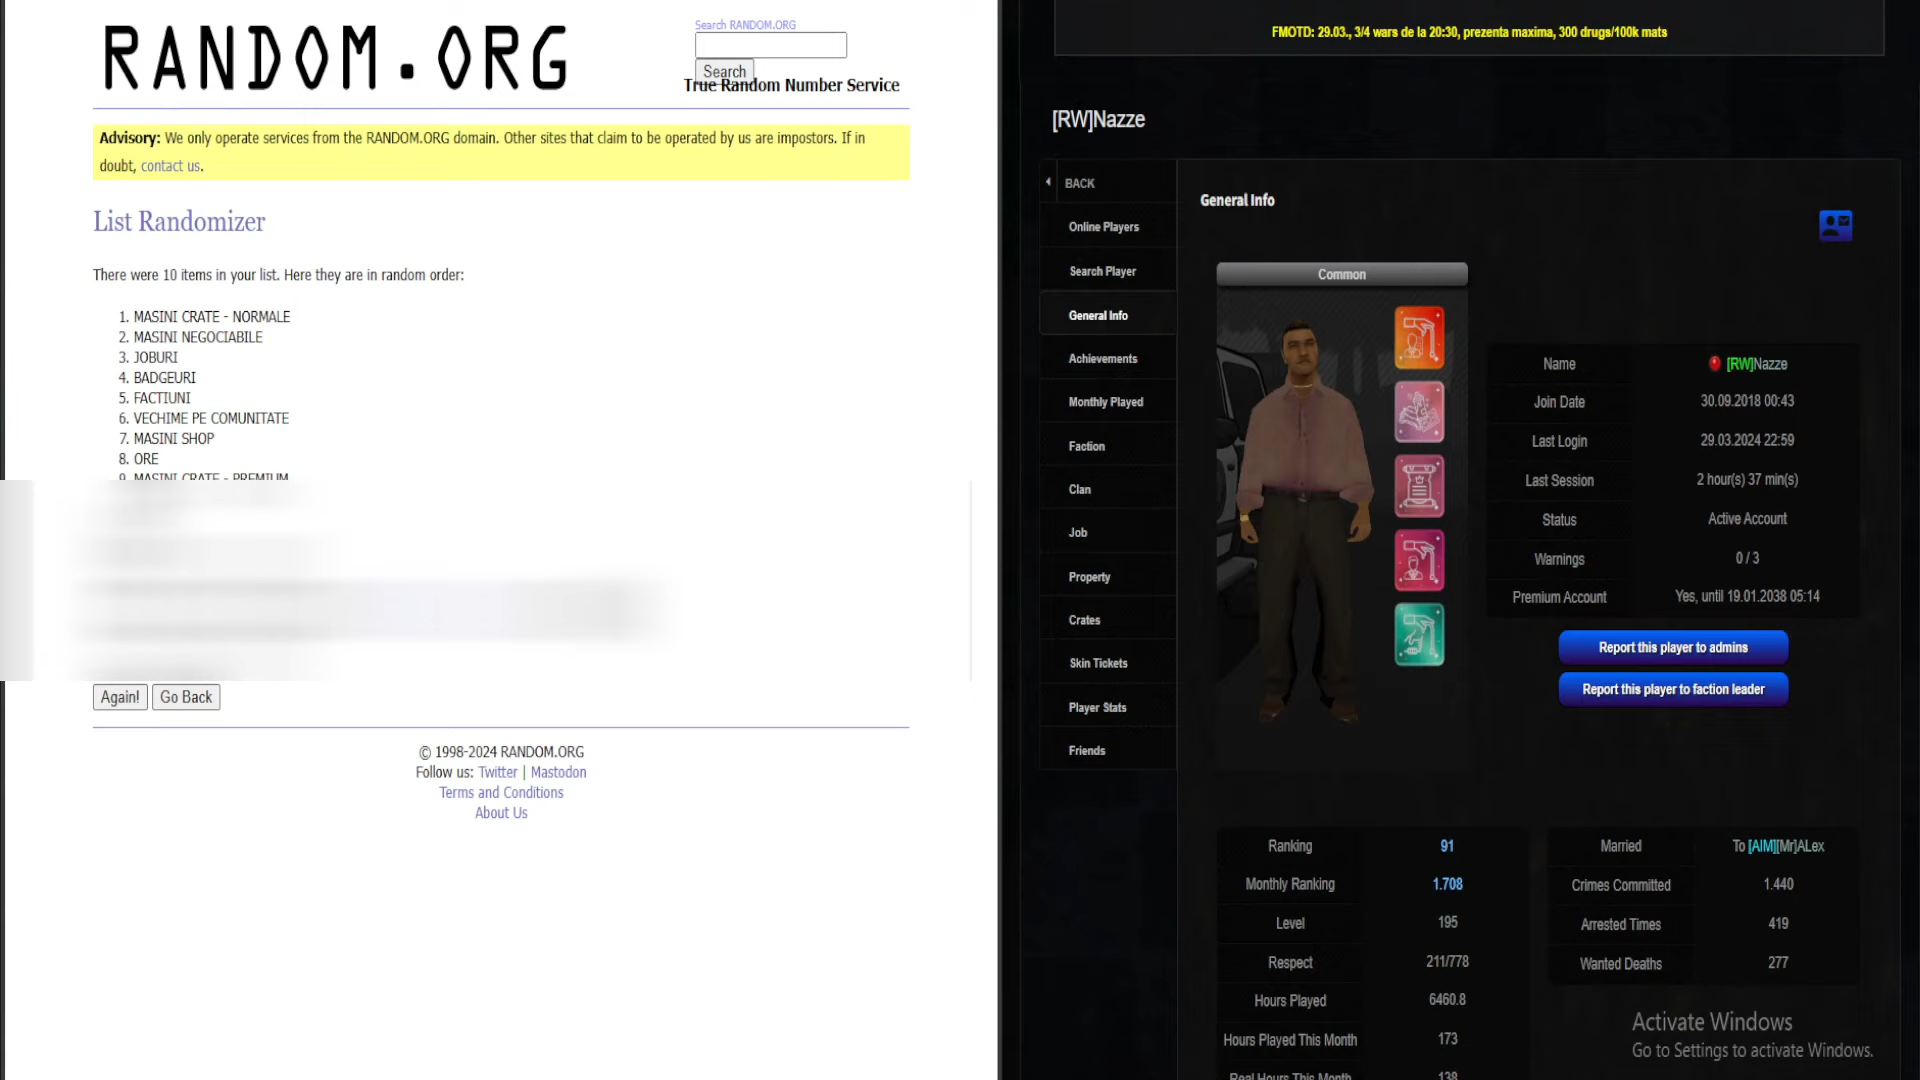 RANDOM.ORG
Search RANDOM.ORG
Search
True Random Number Service
Advisory: We only operate services from the RANDOM.ORG domain. Other sites that claim to be operated by us are impostors. If in
doubt, contact us.
List Randomizer
There were 10 items in your list. Here they are in random order:
1. MASINI CRATE - NORMALE
2. MASINI NEGOCIABILE
3. JOBURI
4. BADGEURI
5. FACTIUNI
6. VECHIME PE COMUNITATE
7. MASINI SHOP
8. ORE
9. MASINI CRATE - PREMIUM
Again! Go Back
© 1998-2024 RANDOM.ORG
Follow us: Twitter | Mastodon
Terms and Conditions
About Us
FMOTD: 29.03., 3/4 wars de la 20:30, prezenta maxima, 300 drugs/100k mats
[RW]Nazze
BACK
Online Players
Search Player
General Info
Achievements
Monthly Played
Faction
Clan
Job
Property
Crates
Skin Tickets
Player Stats
Friends
General Info
Common
Name [RW]Nazze
Join Date 30.09.2018 00:43
Last Login 29.03.2024 22:59
Last Session 2 hour(s) 37 min(s)
Status Active Account
Warnings 0 / 3
Premium Account Yes, until 19.01.2038 05:14
Report this player to admins
Report this player to faction leader
Ranking 91
Monthly Ranking 1.708
Level 195
Respect 211/778
Hours Played 6460.8
Hours Played This Month 173
Real Hours This Month 138
Married To [AIM][Mr]ALex
Crimes Committed 1.440
Arrested Times 419
Wanted Deaths 277
Activate Windows
Go to Settings to activate Windows.